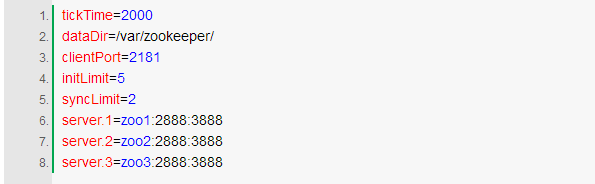 1. tickTime=2000
2. dataDir=/var/zookeeper/
3. clientPort=2181
4. initLimit=5
5. syncLimit=2
6. server.1=zoo1:2888:3888
7. server.2=zoo2:2888:3888
8. server.3=zoo3:2888:3888